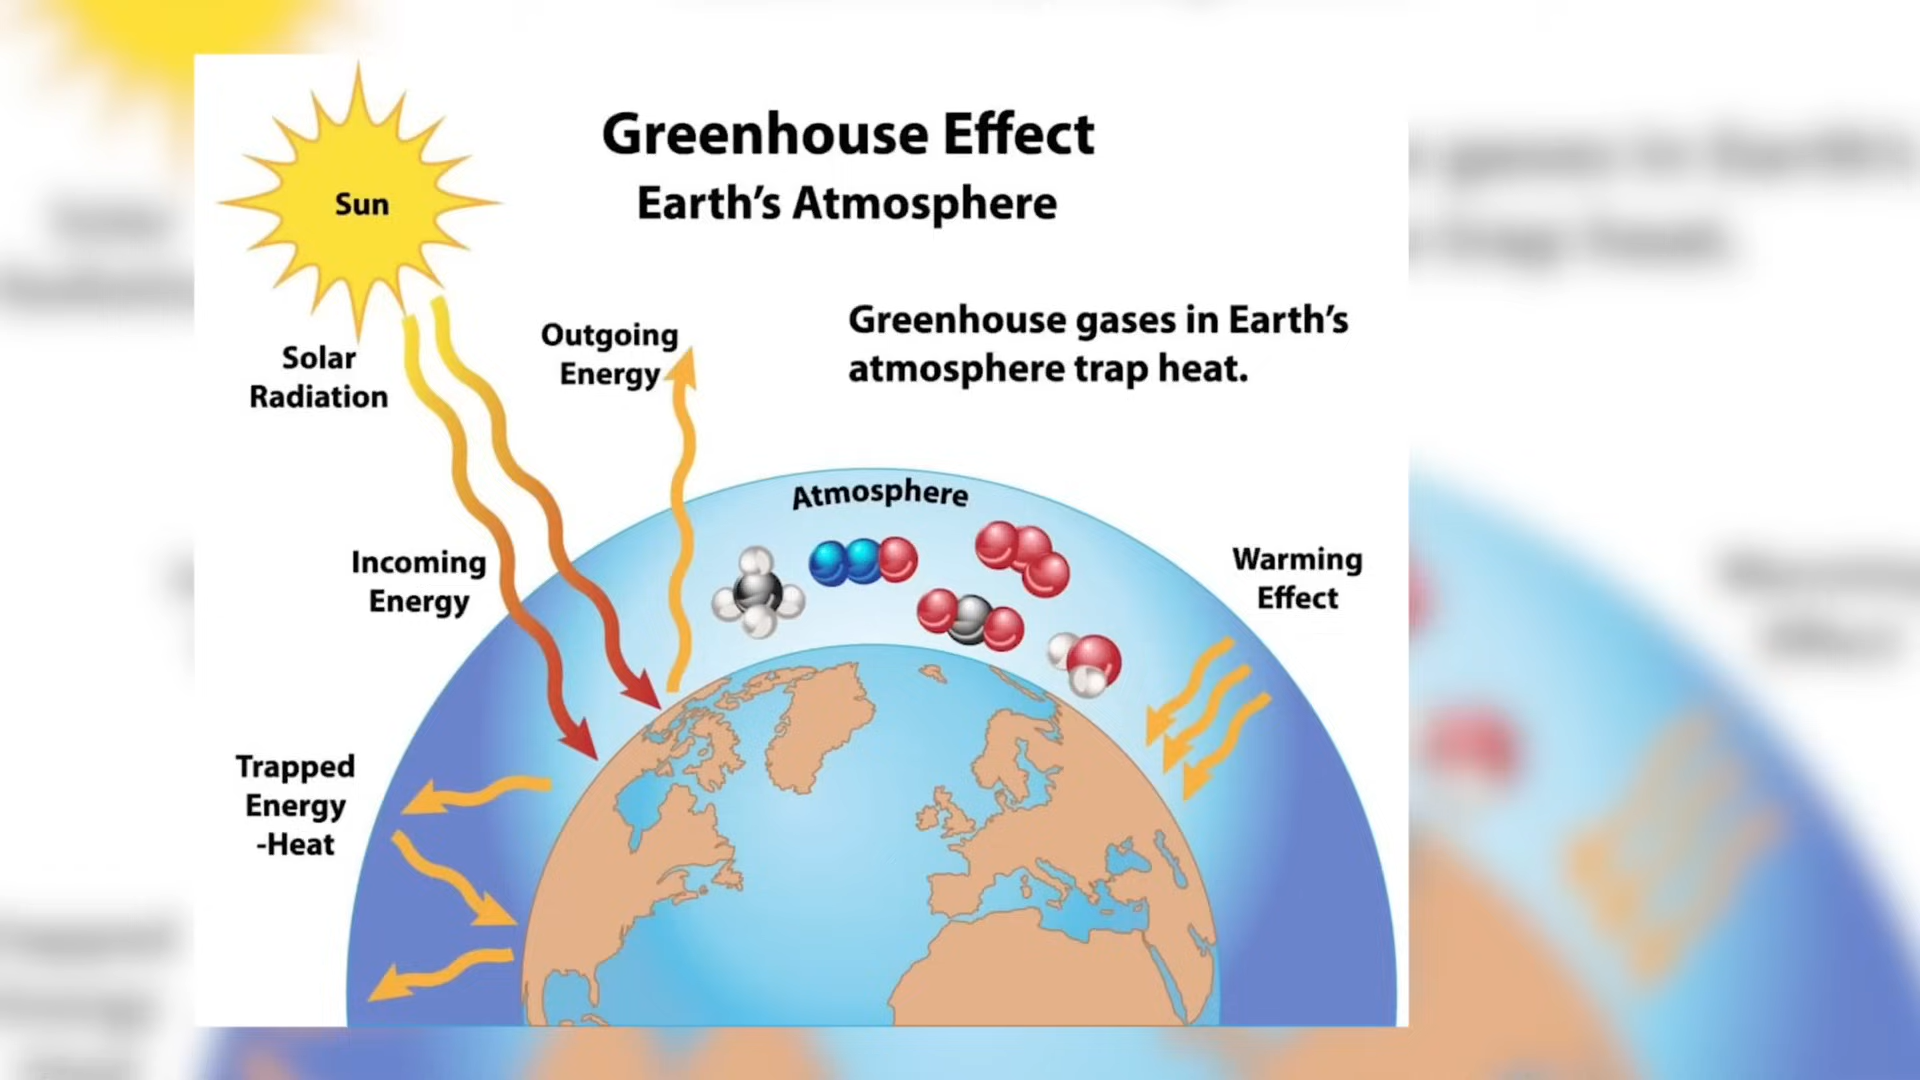 Greenhouse Effect
Earth's Atmosphere
Sun
Solar
Radiation
Outgoing
Energy
Greenhouse gases in Earth's
atmosphere trap heat.
Atmosphere
Incoming
Energy
Warming
Effect
Trapped
Energy
-Heat